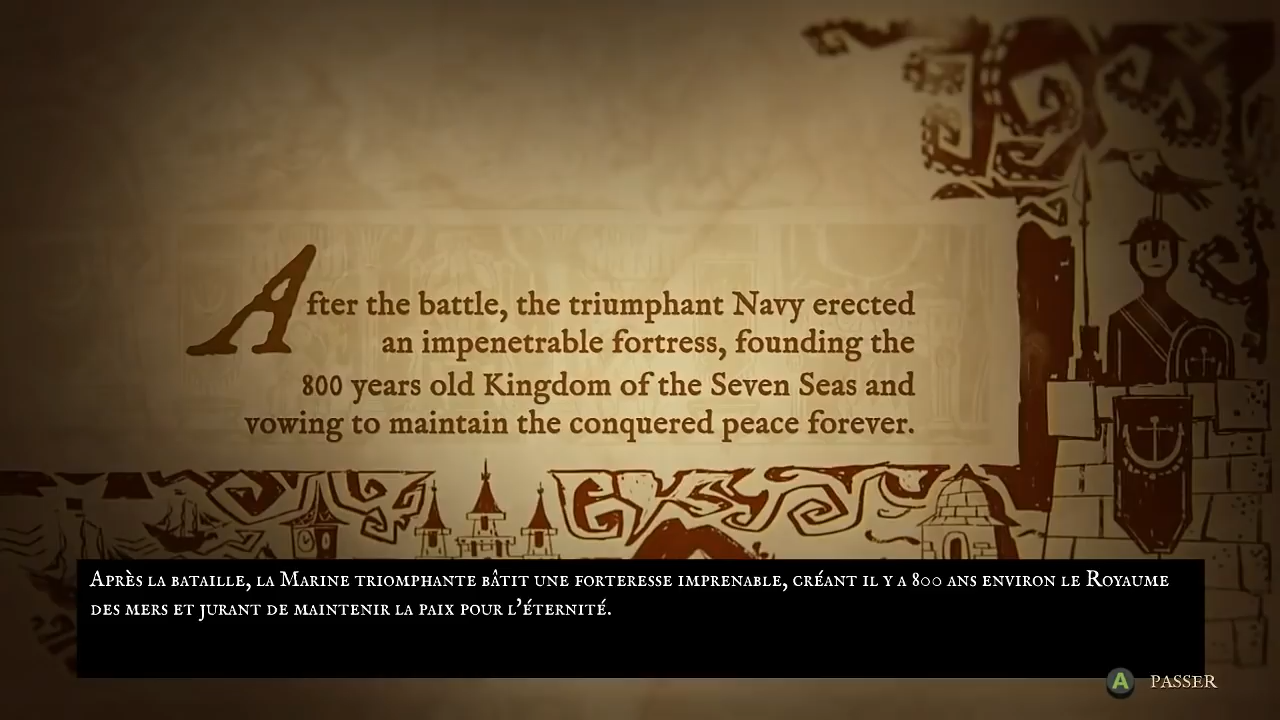 After the battle, the triumphant Navy erected
an impenetrable fortress, founding the
800 years old Kingdom of the Seven Seas and
vowing to maintain the conquered peace forever.
Après la bataille, la Marine triomphante bâtit une forteresse imprenable, créant il y a 800 ans environ le Royaume
des mers et jurant de maintenir la paix pour l'éternité.
A PASSER